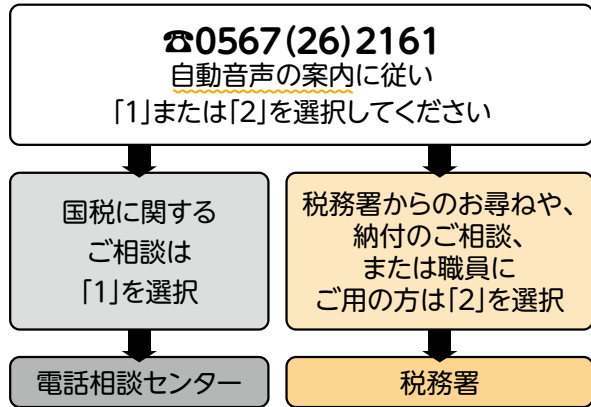 ☎0567(26)2161
自動音声の案内に従い
「1」または「2」を選択してください
国税に関する
ご相談は
「1」を選択
税務署からのお尋ねや、
納付のご相談、
または職員に
ご用の方は「2」を選択
電話相談センター
税務署